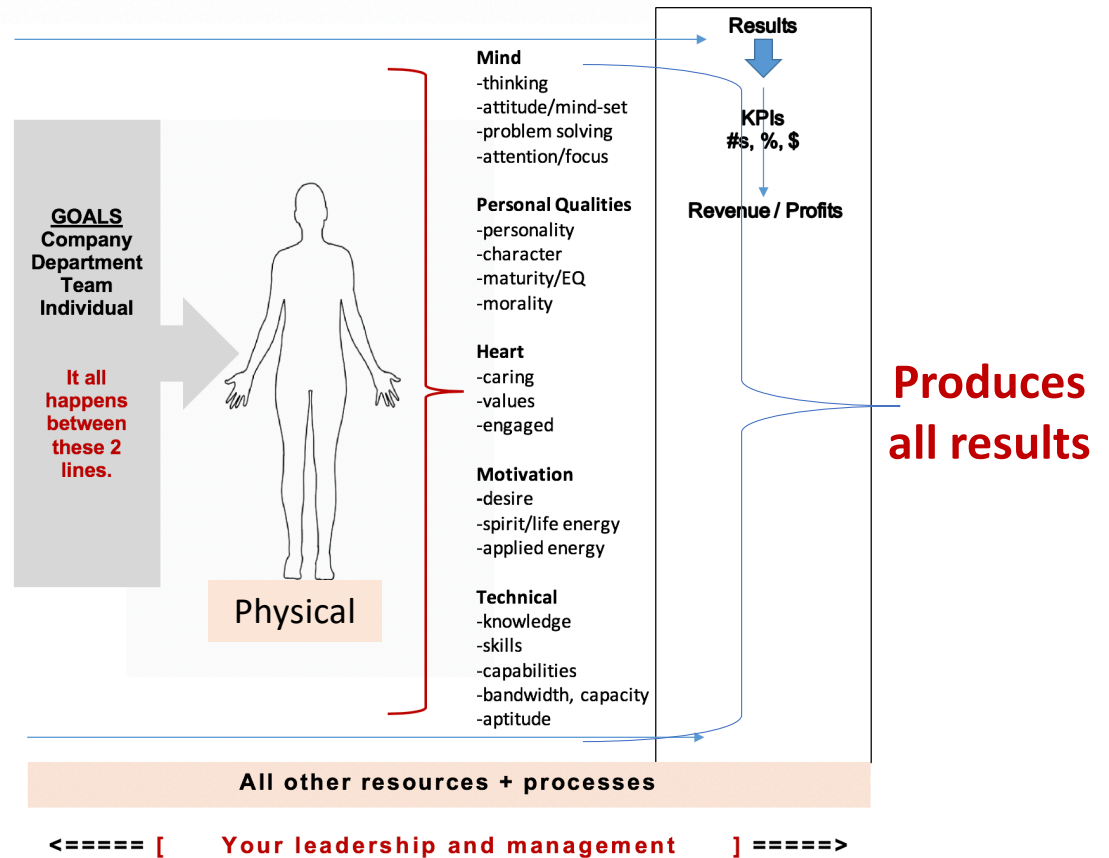 GOALS
Company
Department
Team
Individual
It all
happens
between
these 2
lines.
Physical
Mind
-thinking
-attitude/mind-set
-problem solving
-attention/focus
Personal Qualities
-personality
-character
-maturity/EQ
-morality
Heart
-caring
-values
-engaged
Motivation
-desire
-spirit/life energy
-applied energy
Technical
-knowledge
-skills
-capabilities
-bandwidth, capacity
-aptitude
Results
KPIs
#s, %, $
Revenue / Profits
Produces
all results
All other resources + processes
<===== [ Your leadership and management ] =====>